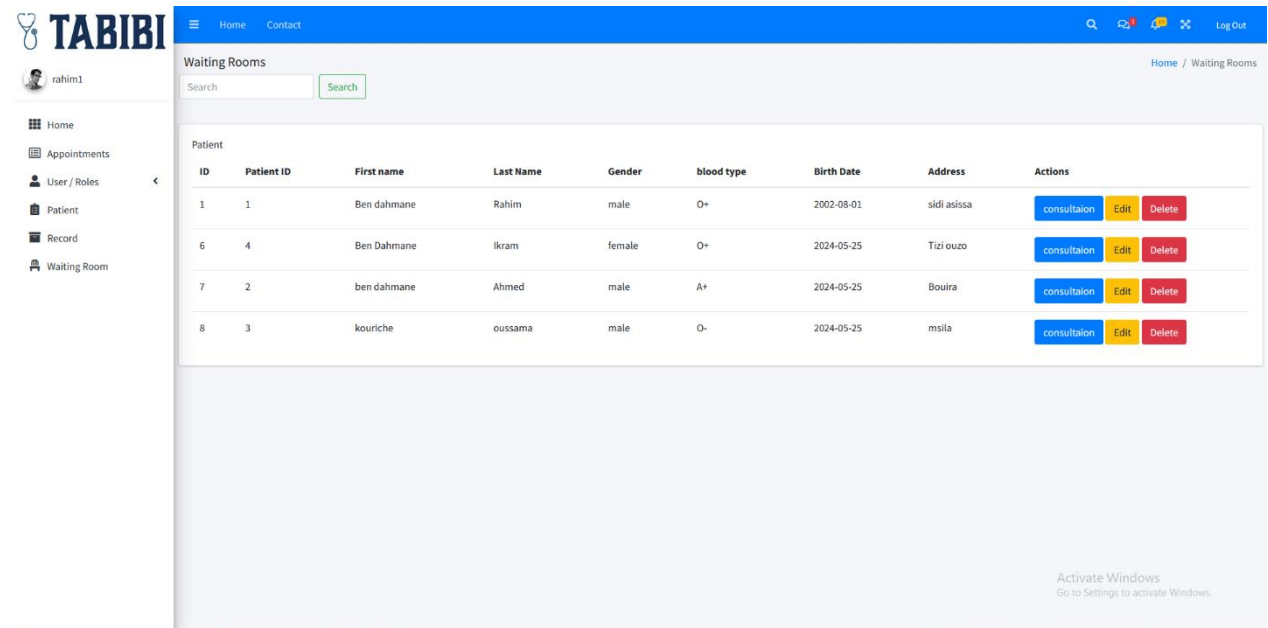 TABIBI
Home Contact
Log Out
rahim1
Home
Appointments
User / Roles
Patient
Record
Waiting Room
Waiting Rooms
Home / Waiting Rooms
Search Search
Patient
ID Patient ID First name Last Name Gender blood type Birth Date Address Actions
1 1 Ben dahmane Rahim male O+ 2002-08-01 sidi asissa consultaion Edit Delete
6 4 Ben Dahmane Ikram female O+ 2024-05-25 Tizi ouzo consultaion Edit Delete
7 2 ben dahmane Ahmed male A+ 2024-05-25 Bouira consultaion Edit Delete
8 3 kouriche oussama male O- 2024-05-25 msila consultaion Edit Delete
Activate Windows
Go to Settings to activate Windows.